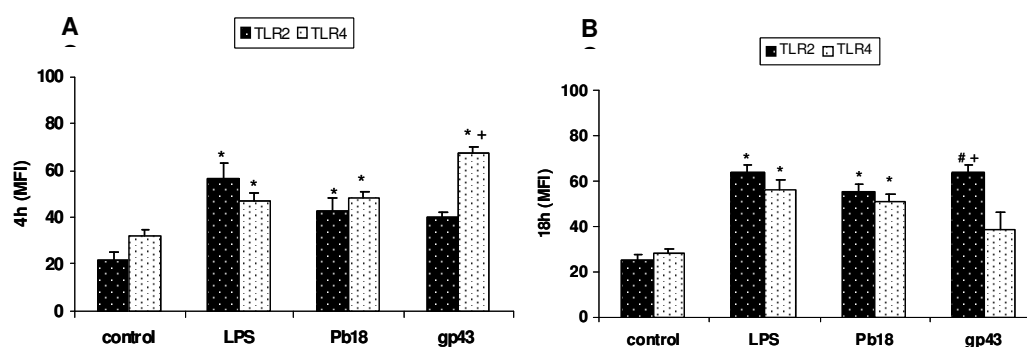 A
TLR2 TLR4
100
80
60
40
20
0
4h (MFI)
*
*
*
*
* +
control LPS Pb18 gp43
B
TLR2 TLR4
100
80
60
40
20
0
18h (MFI)
*
*
*
*
# +
control LPS Pb18 gp43